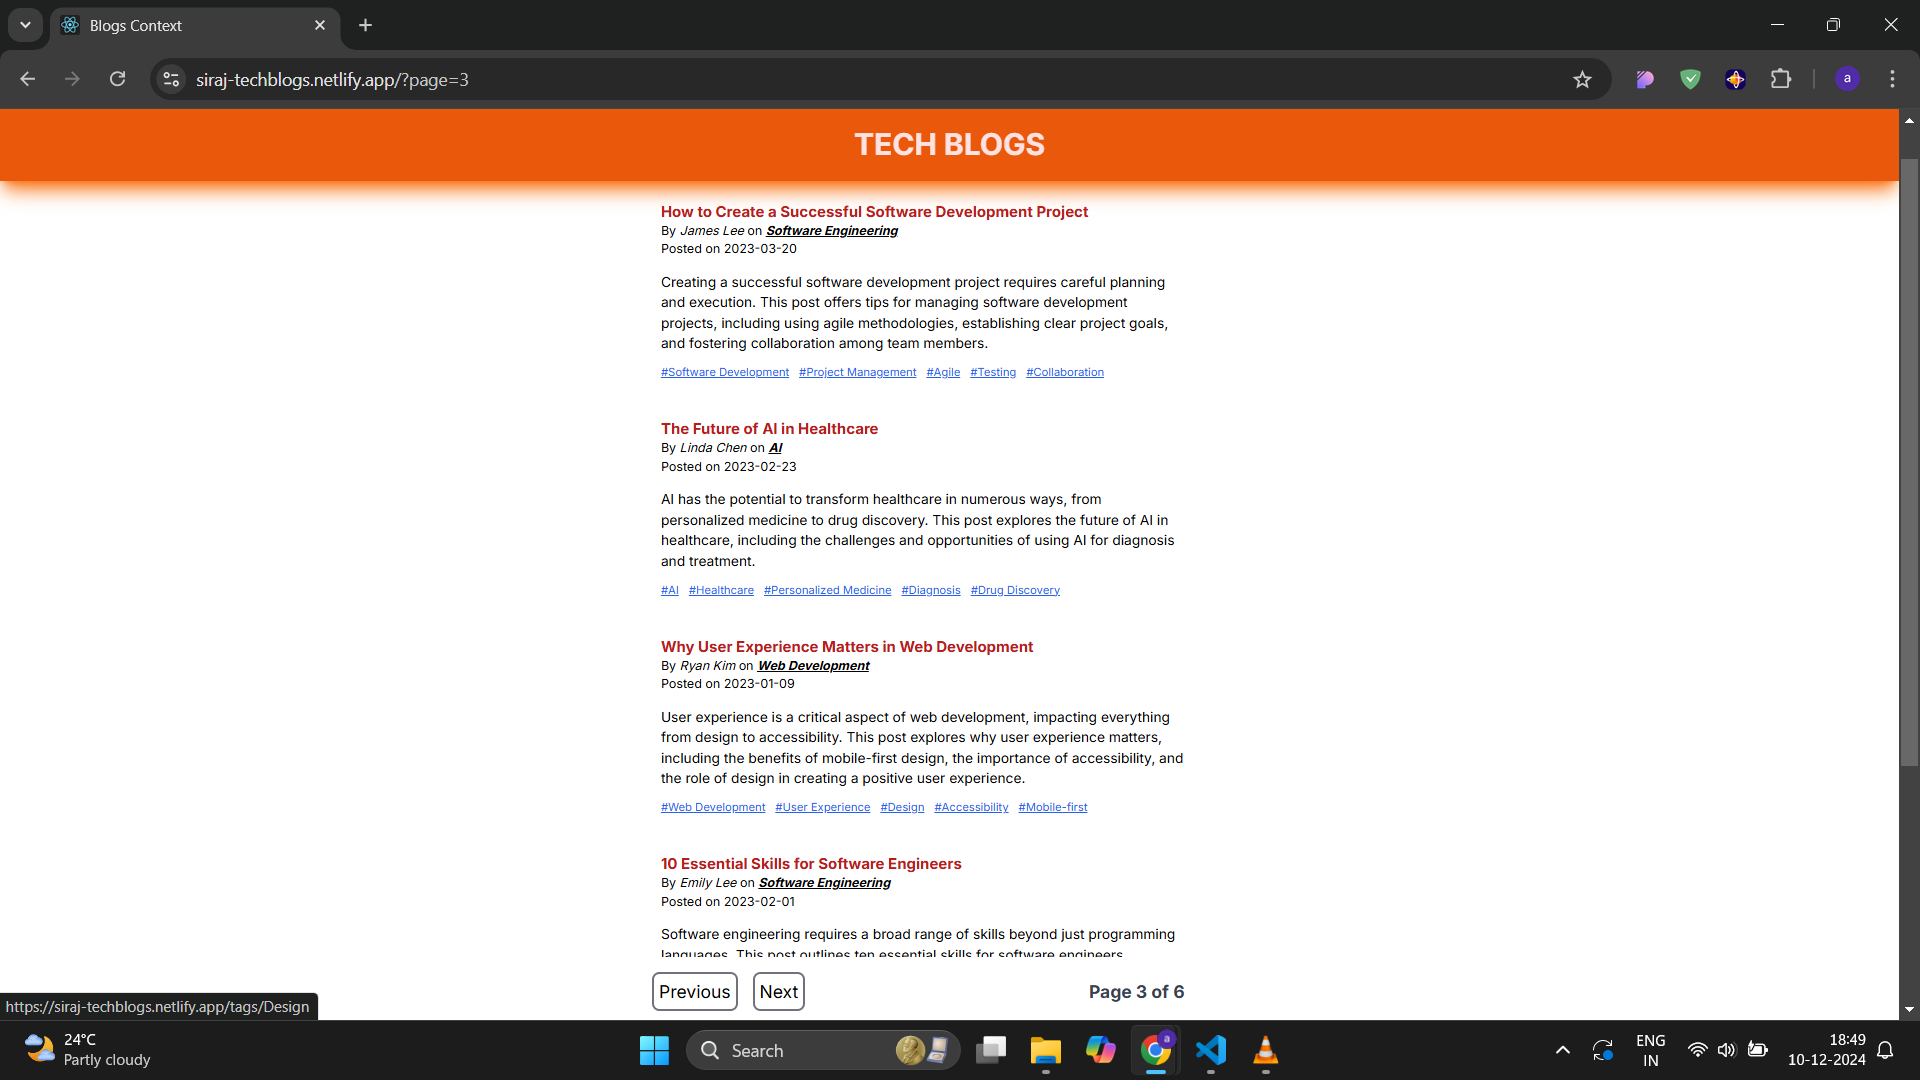 Blogs Context
siraj-techblogs.netlify.app/?page=3
a
TECH BLOGS
How to Create a Successful Software Development Project
By James Lee on Software Engineering
Posted on 2023-03-20
Creating a successful software development project requires careful planning
and execution. This post offers tips for managing software development
projects, including using agile methodologies, establishing clear project goals,
and fostering collaboration among team members.
#Software Development #Project Management #Agile #Testing #Collaboration
The Future of AI in Healthcare
By Linda Chen on AI
Posted on 2023-02-23
AI has the potential to transform healthcare in numerous ways, from
personalized medicine to drug discovery. This post explores the future of AI in
healthcare, including the challenges and opportunities of using AI for diagnosis
and treatment.
#AI #Healthcare #Personalized Medicine #Diagnosis #Drug Discovery
Why User Experience Matters in Web Development
By Ryan Kim on Web Development
Posted on 2023-01-09
User experience is a critical aspect of web development, impacting everything
from design to accessibility. This post explores why user experience matters,
including the benefits of mobile-first design, the importance of accessibility, and
the role of design in creating a positive user experience.
#Web Development #User Experience #Design #Accessibility #Mobile-first
10 Essential Skills for Software Engineers
By Emily Lee on Software Engineering
Posted on 2023-02-01
Software engineering requires a broad range of skills beyond just programming
languages. This post outlines ten essential skills for software engineers
Previous Next Page 3 of 6
https://siraj-techblogs.netlify.app/tags/Design
24°C
Partly cloudy
Search
a
ENG
IN
18:49
10-12-2024